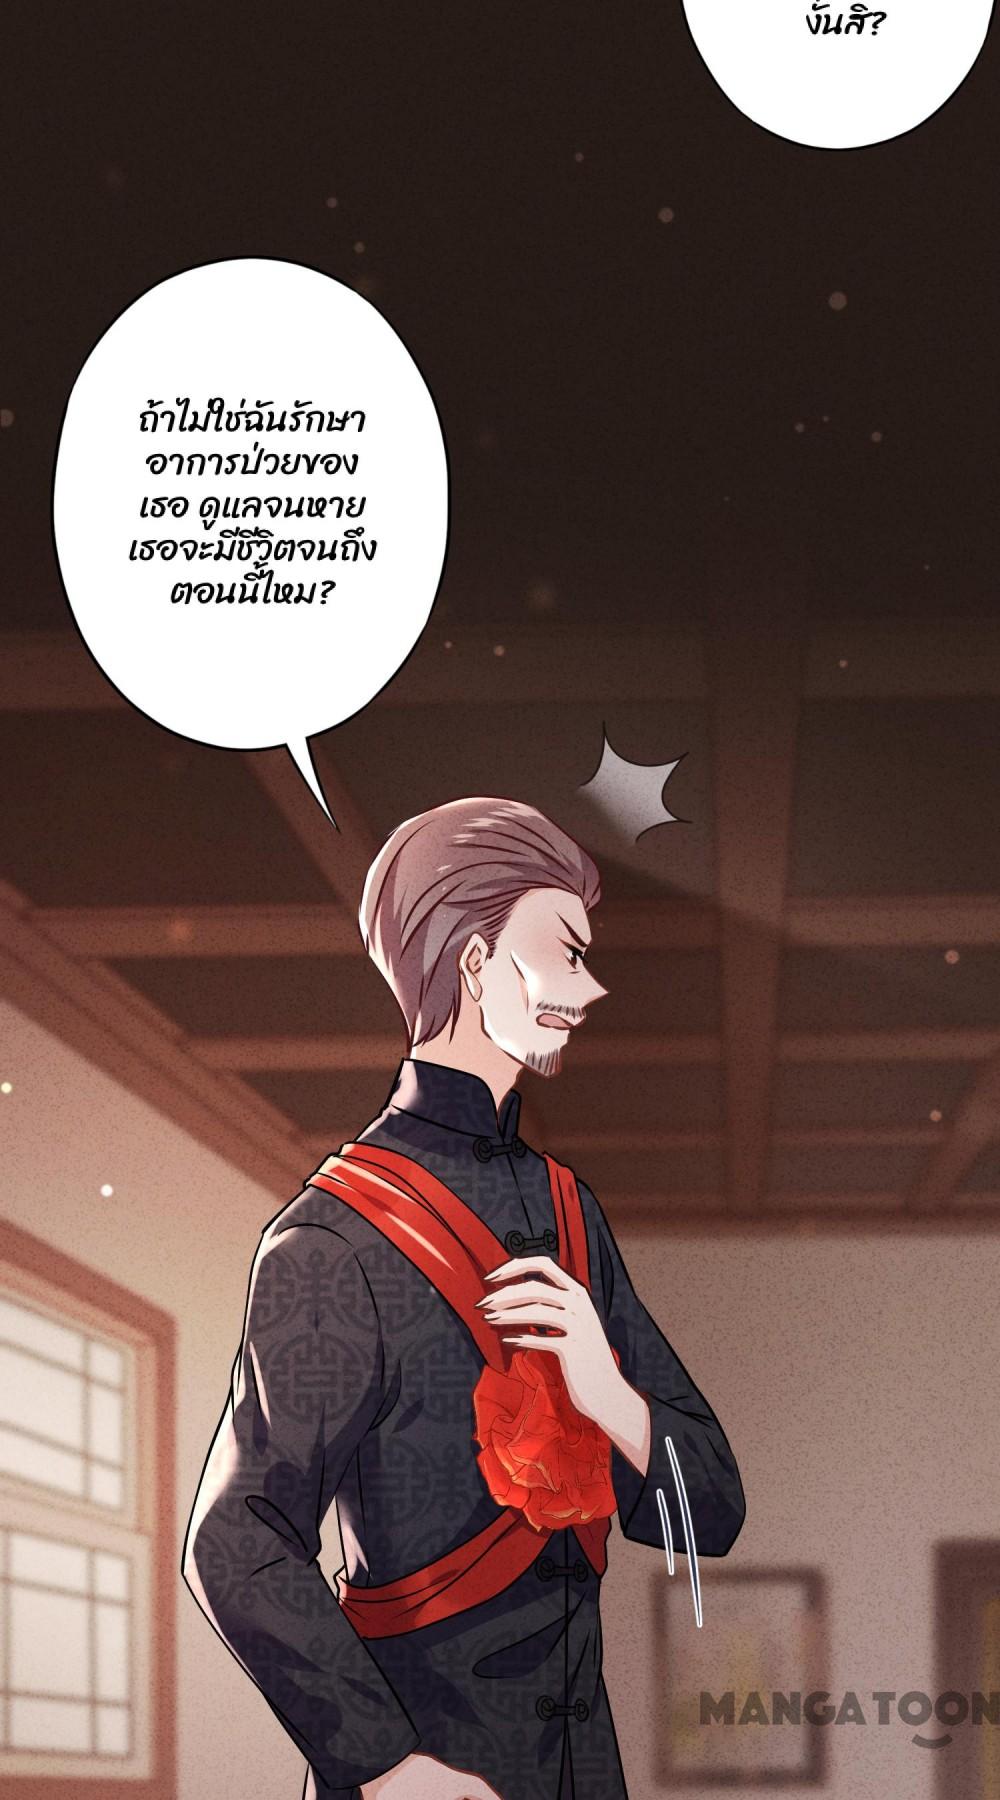 งั้นสิ?
ถ้าไม่ใช่ฉันรักษา
อาการป่วยของ
เธอ ดูแลจนหาย
เธอจะมีชีวิตจนถึง
ตอนนี้ไหม?
MANGATOON